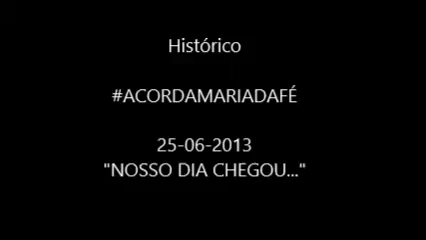 Histórico
#ACORDAMARIADAFÉ
25-06-2013
"NOSSO DIA CHEGOU..."